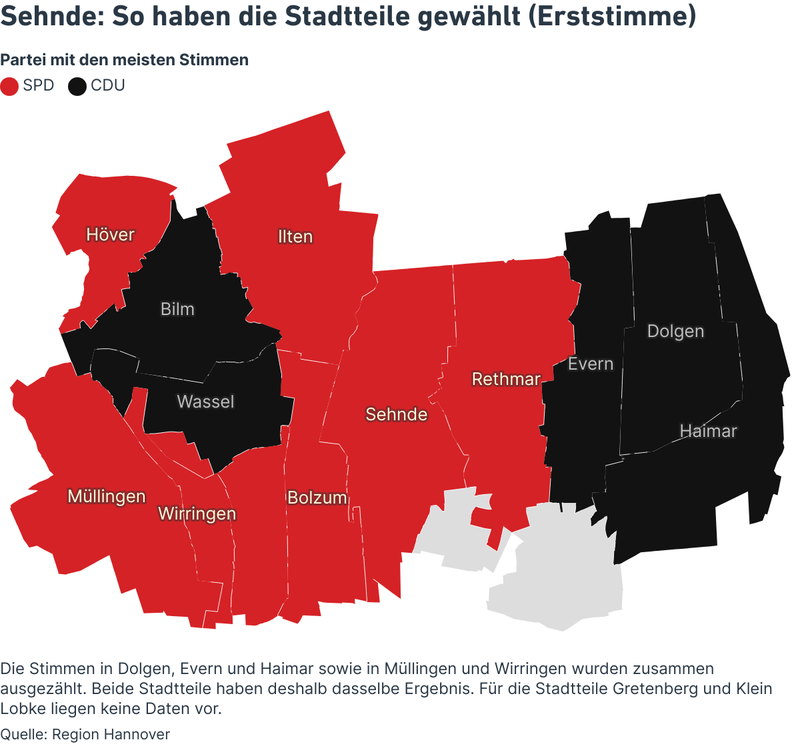 Sehnde: So haben die Stadtteile gewählt (Erststimme)
Partei mit den meisten Stimmen
SPD CDU
Höver
Ilten
Bilm
Dolgen
Evern
Rethmar
Wassel
Sehnde
Haimar
Müllingen
Bolzum
Wirringen
Die Stimmen in Dolgen, Evern und Haimar sowie in Müllingen und Wirringen wurden zusammen
ausgezählt. Beide Stadtteile haben deshalb dasselbe Ergebnis. Für die Stadtteile Gretenberg und Klein
Lobke liegen keine Daten vor.
Quelle: Region Hannover